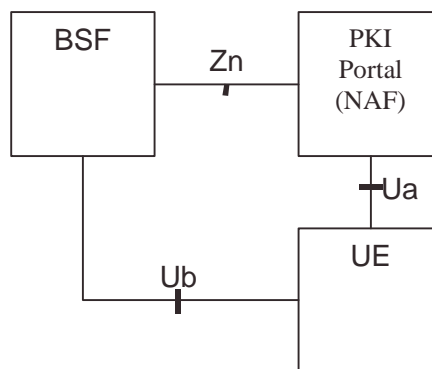 BSF
Zn
PKI
Portal
(NAF)
Ua
UE
Ub